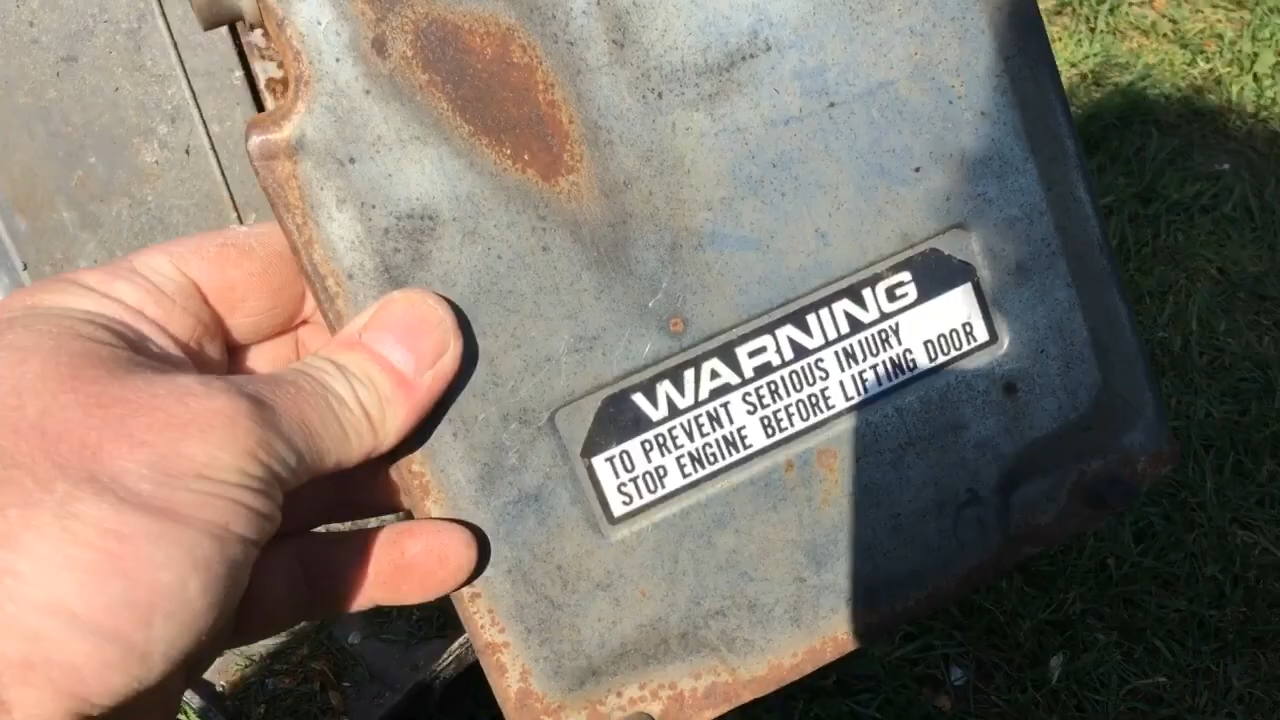 WARNING
TO PREVENT SERIOUS INJURY
STOP ENGINE BEFORE LIFTING DOOR